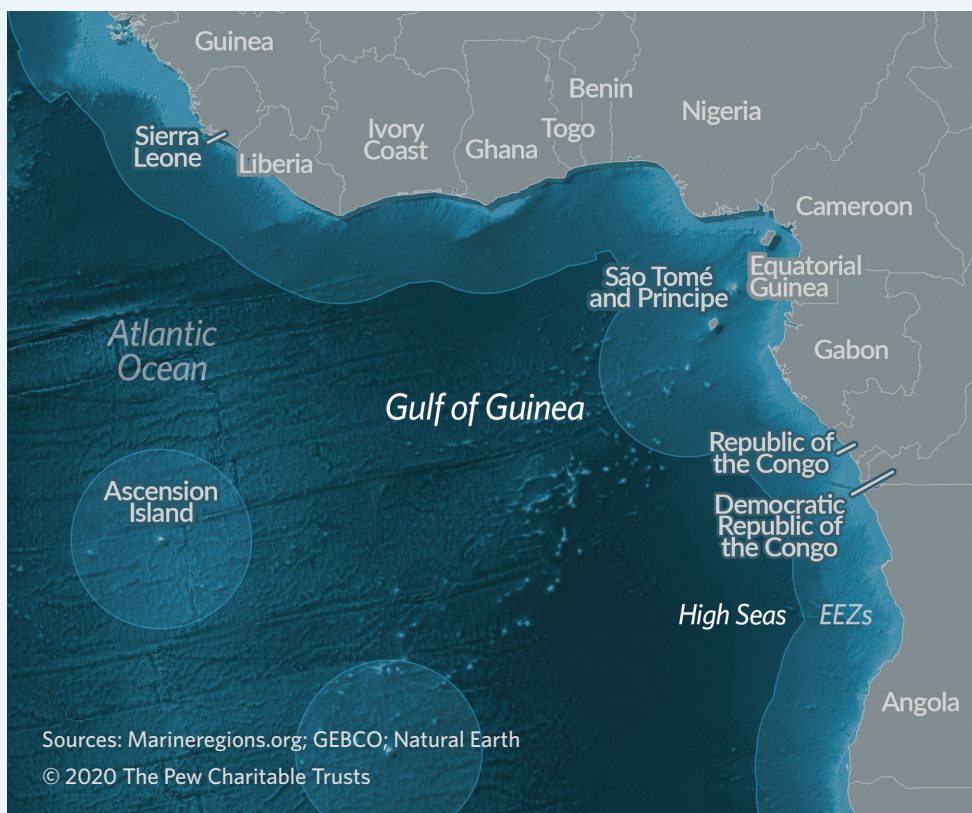 Guinea
Benin
Nigeria
Sierra
Leone
Ivory
Coast
Togo
Ghana
Liberia
Cameroon
São Tomé
and Principe
Equatorial
Guinea
Atlantic
Ocean
Gabon
Gulf of Guinea
Republic of
the Congo
Ascension
Island
Democratic
Republic of
the Congo
High Seas
EEZs
Angola
Sources: Marineregions.org; GEBCO; Natural Earth
© 2020 The Pew Charitable Trusts